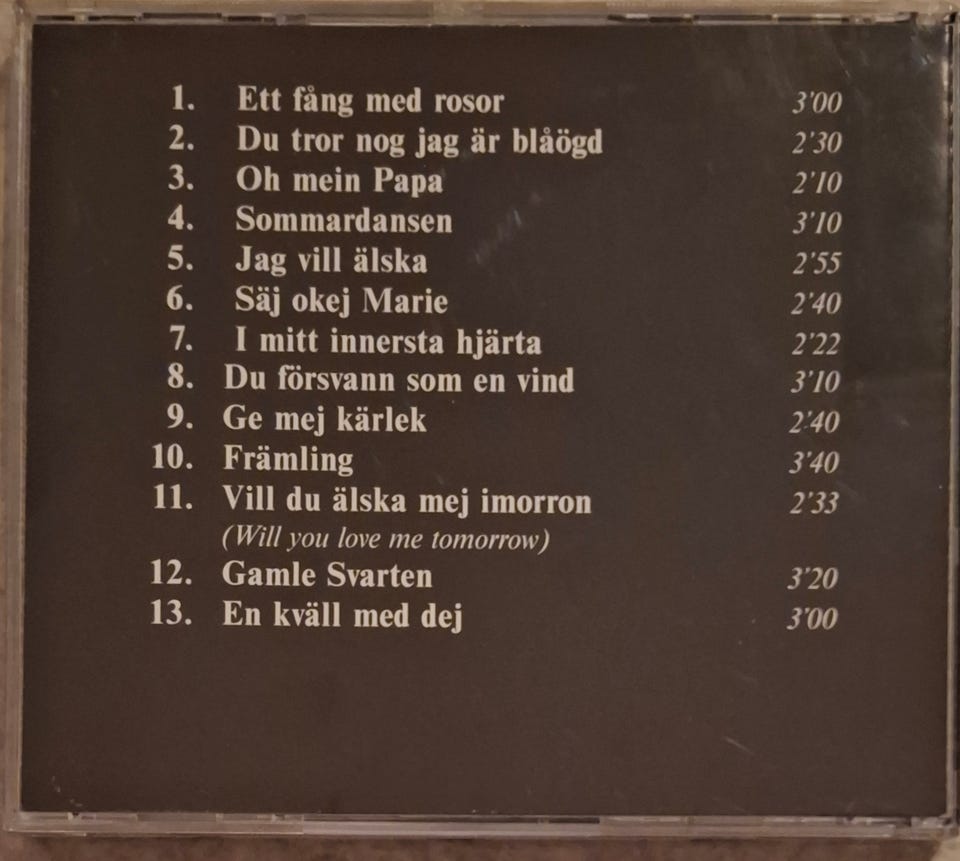 1. Ett fång med rosor 3'00
2. Du tror nog jag är blåögd 2'30
3. Oh mein Papa 2'10
4. Sommardansen 3'10
5. Jag vill älska 2'55
6. Säj okej Marie 2'40
7. I mitt innersta hjärta 2'22
8. Du försvann som en vind 3'10
9. Ge mej kärlek 2'40
10. Främling 3'40
11. Vill du älska mej imorron 2'33
(Will you love me tomorrow)
12. Gamle Svarten 3'20
13. En kväll med dej 3'00